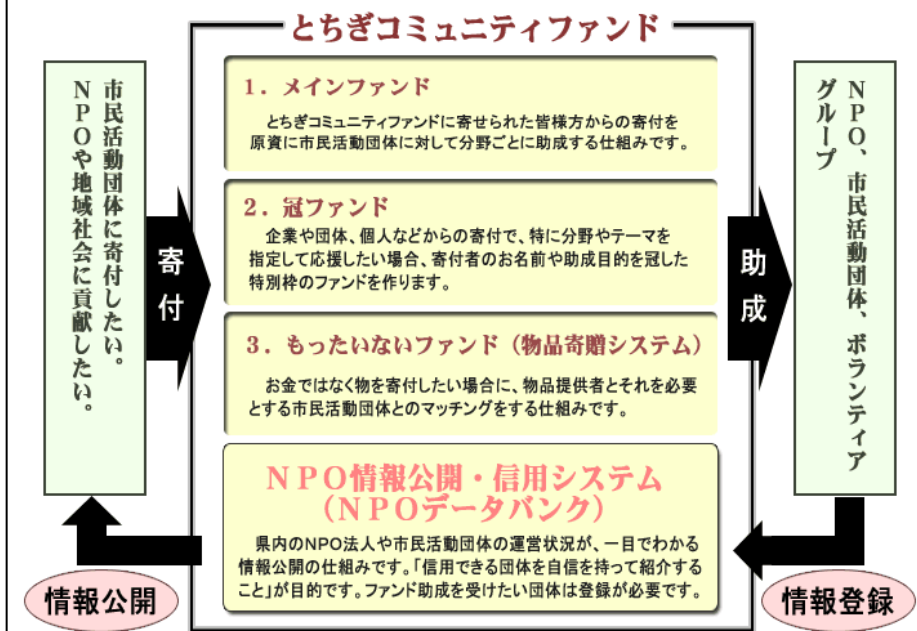 とちぎコミュニティファンド
市民活動団体に寄付したい。
NPOや地域社会に貢献したい。
寄付
1．メインファンド
とちぎコミュニティファンドに寄せられた皆様方からの寄付を
原資に市民活動団体に対して分野ごとに助成する仕組みです。
2．冠ファンド
企業や団体、個人などからの寄付で、特に分野やテーマを
指定して応援したい場合、寄付者のお名前や助成目的を冠した
特別枠のファンドを作ります。
3．もったいないファンド（物品寄贈システム）
お金ではなく物を寄付したい場合に、物品提供者とそれを必要
とする市民活動団体とのマッチングをする仕組みです。
NPO情報公開・信用システム
（NPOデータバンク）
県内のNPO法人や市民活動団体の運営状況が、一目でわかる
情報公開の仕組みです。「信用できる団体を自信を持って紹介する
こと」が目的です。ファンド助成を受けたい団体は登録が必要です。
助成
NPO、市民活動団体、ボランティア
グループ
情報公開
情報登録